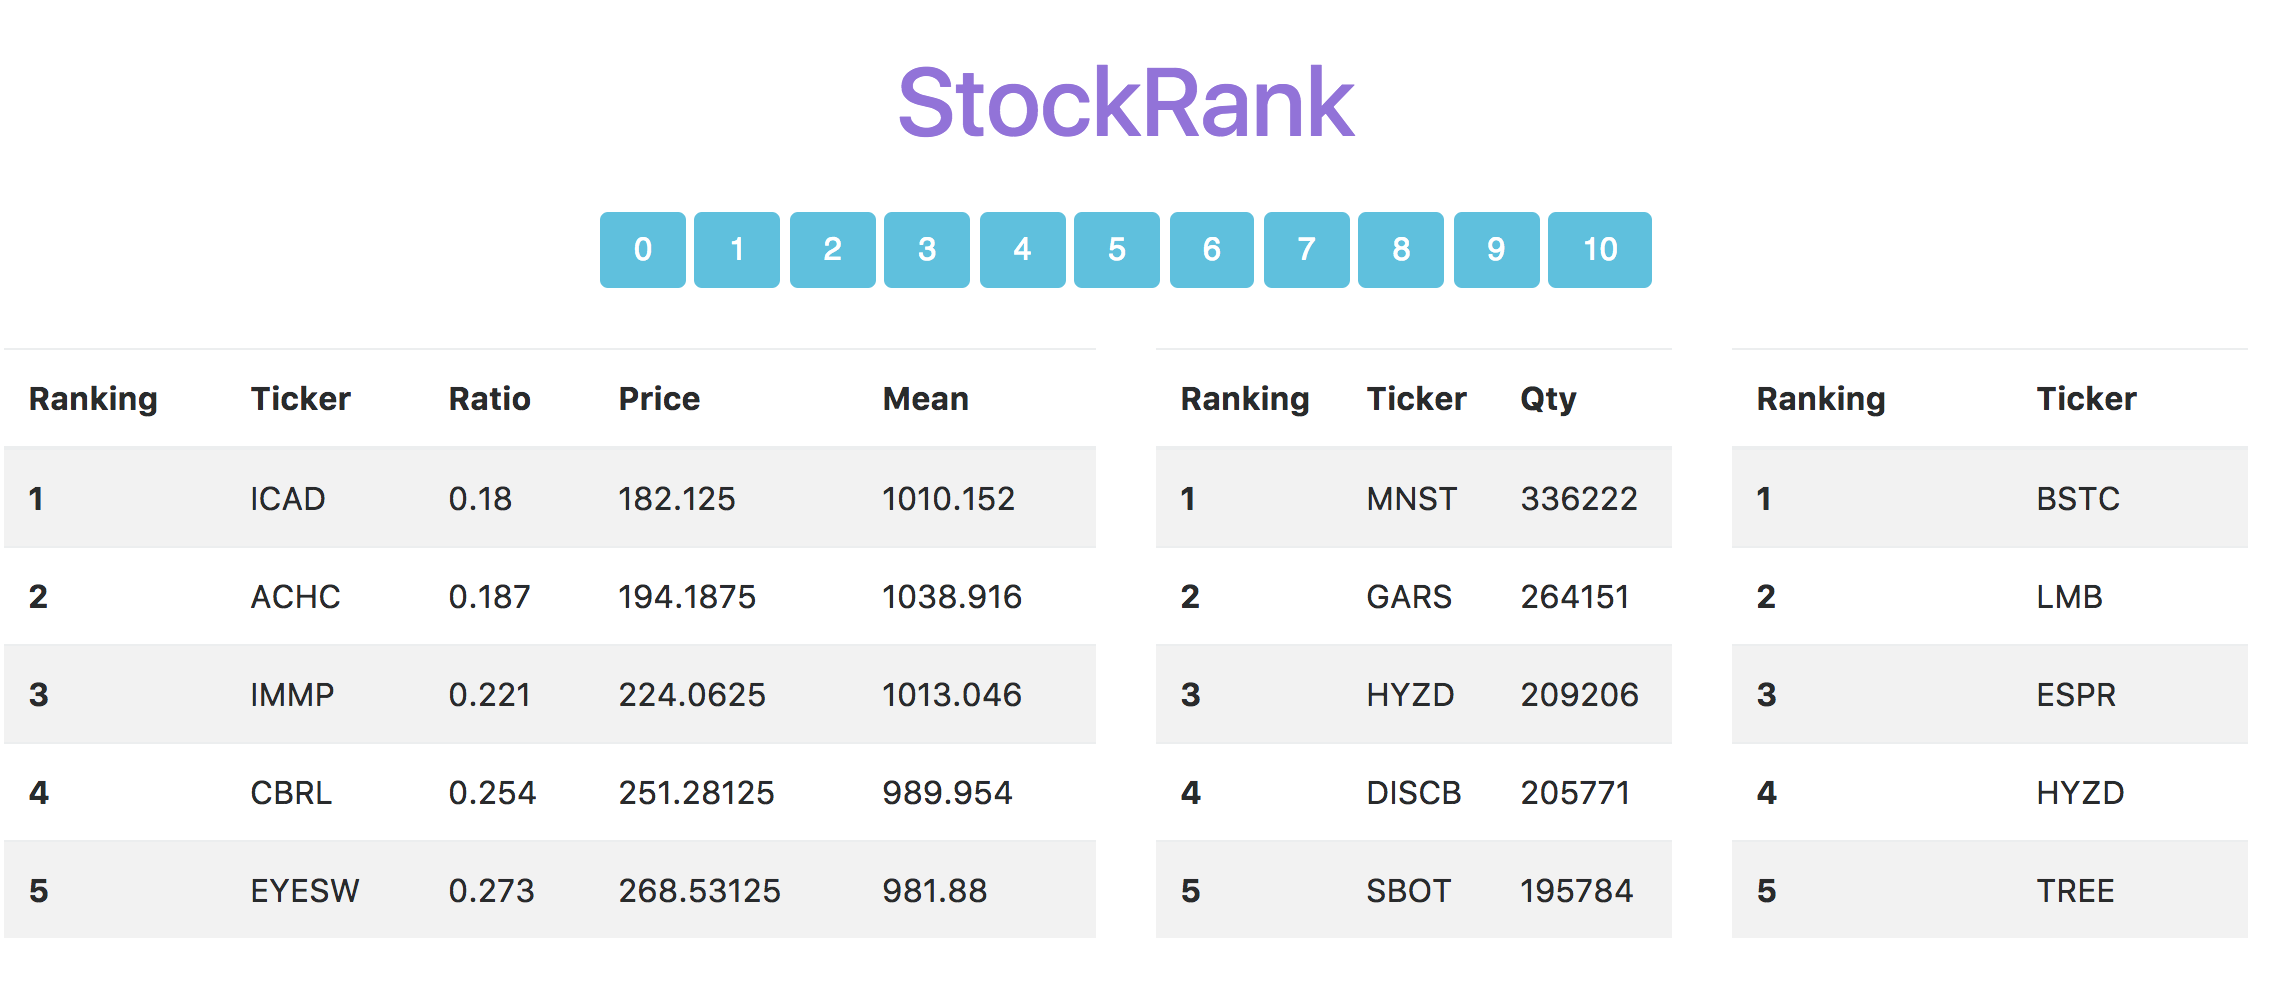 StockRank
0 1 2 3 4 5 6 7 8 9 10
Ranking Ticker Ratio Price Mean
1 ICAD 0.18 182.125 1010.152
2 ACHC 0.187 194.1875 1038.916
3 IMMP 0.221 224.0625 1013.046
4 CBRL 0.254 251.28125 989.954
5 EYESW 0.273 268.53125 981.88
Ranking Ticker Qty
1 MNST 336222
2 GARS 264151
3 HYZD 209206
4 DISCB 205771
5 SBOT 195784
Ranking Ticker
1 BSTC
2 LMB
3 ESPR
4 HYZD
5 TREE